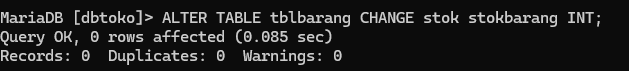 MariaDB [dbtoko]> ALTER TABLE tblbarang CHANGE stok stokbarang INT;
Query OK, 0 rows affected (0.085 sec)
Records: 0  Duplicates: 0  Warnings: 0